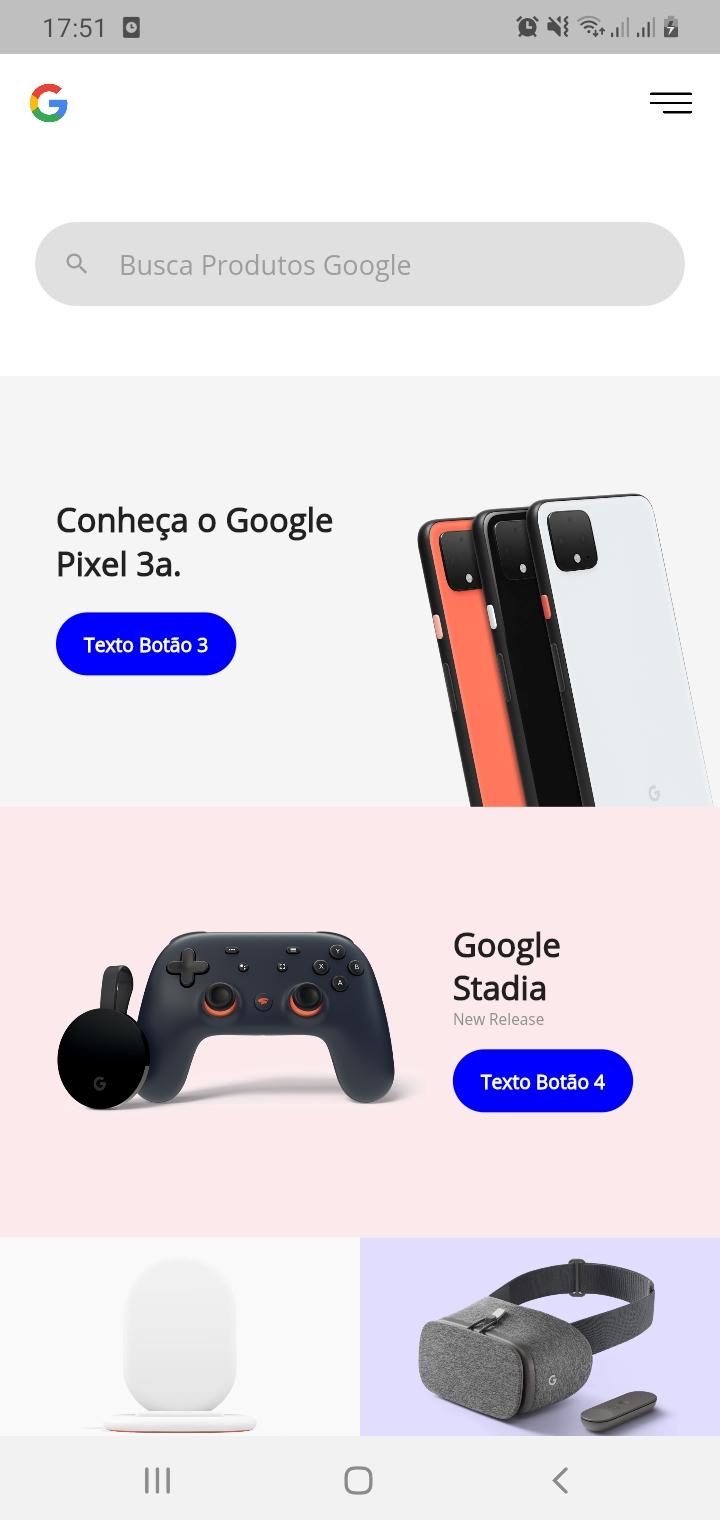 17:51
Busca Produtos Google
Conheça o Google
Pixel 3a.
Texto Botão 3
Google
Stadia
New Release
Texto Botão 4